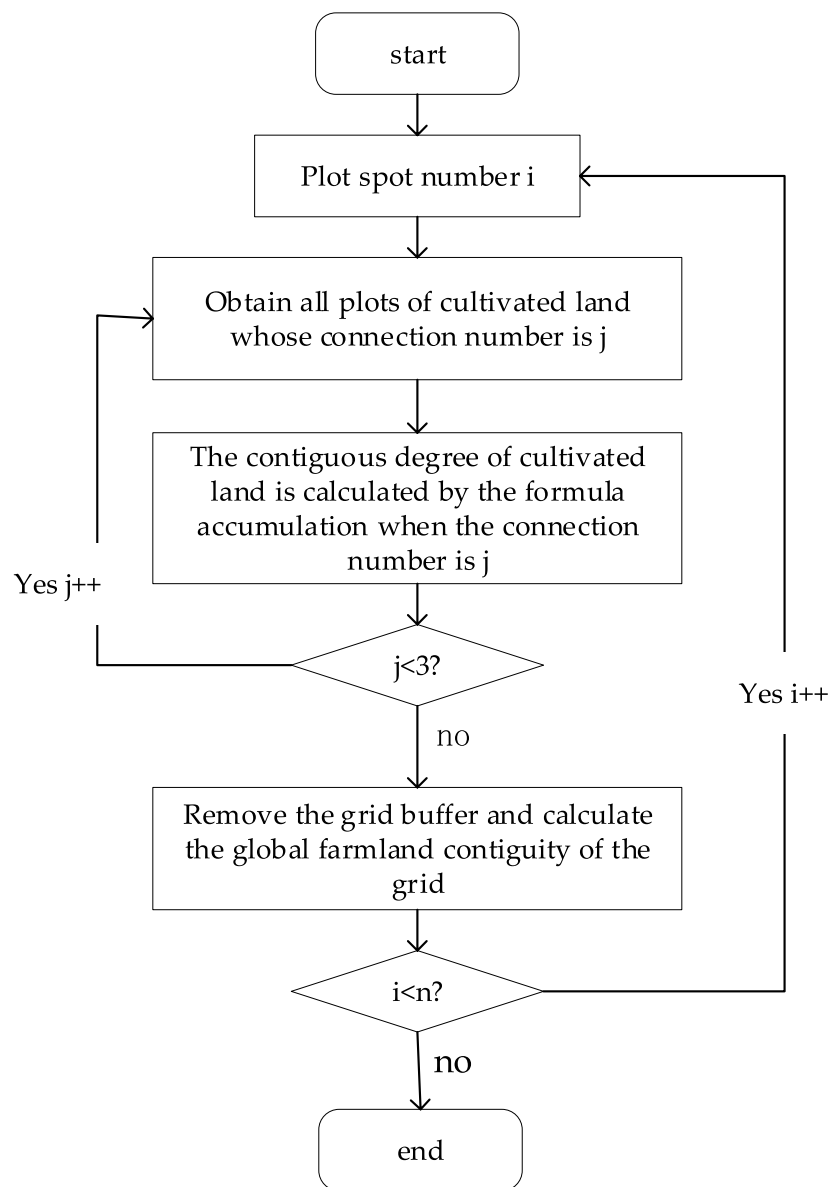 start
Plot spot number i
Obtain all plots of cultivated land
whose connection number is j
The contiguous degree of cultivated
land is calculated by the formula
accumulation when the connection
number is j
Yes j++
j<3?
Yes i++
no
Remove the grid buffer and calculate
the global farmland contiguity of the
grid
i<n?
no
end